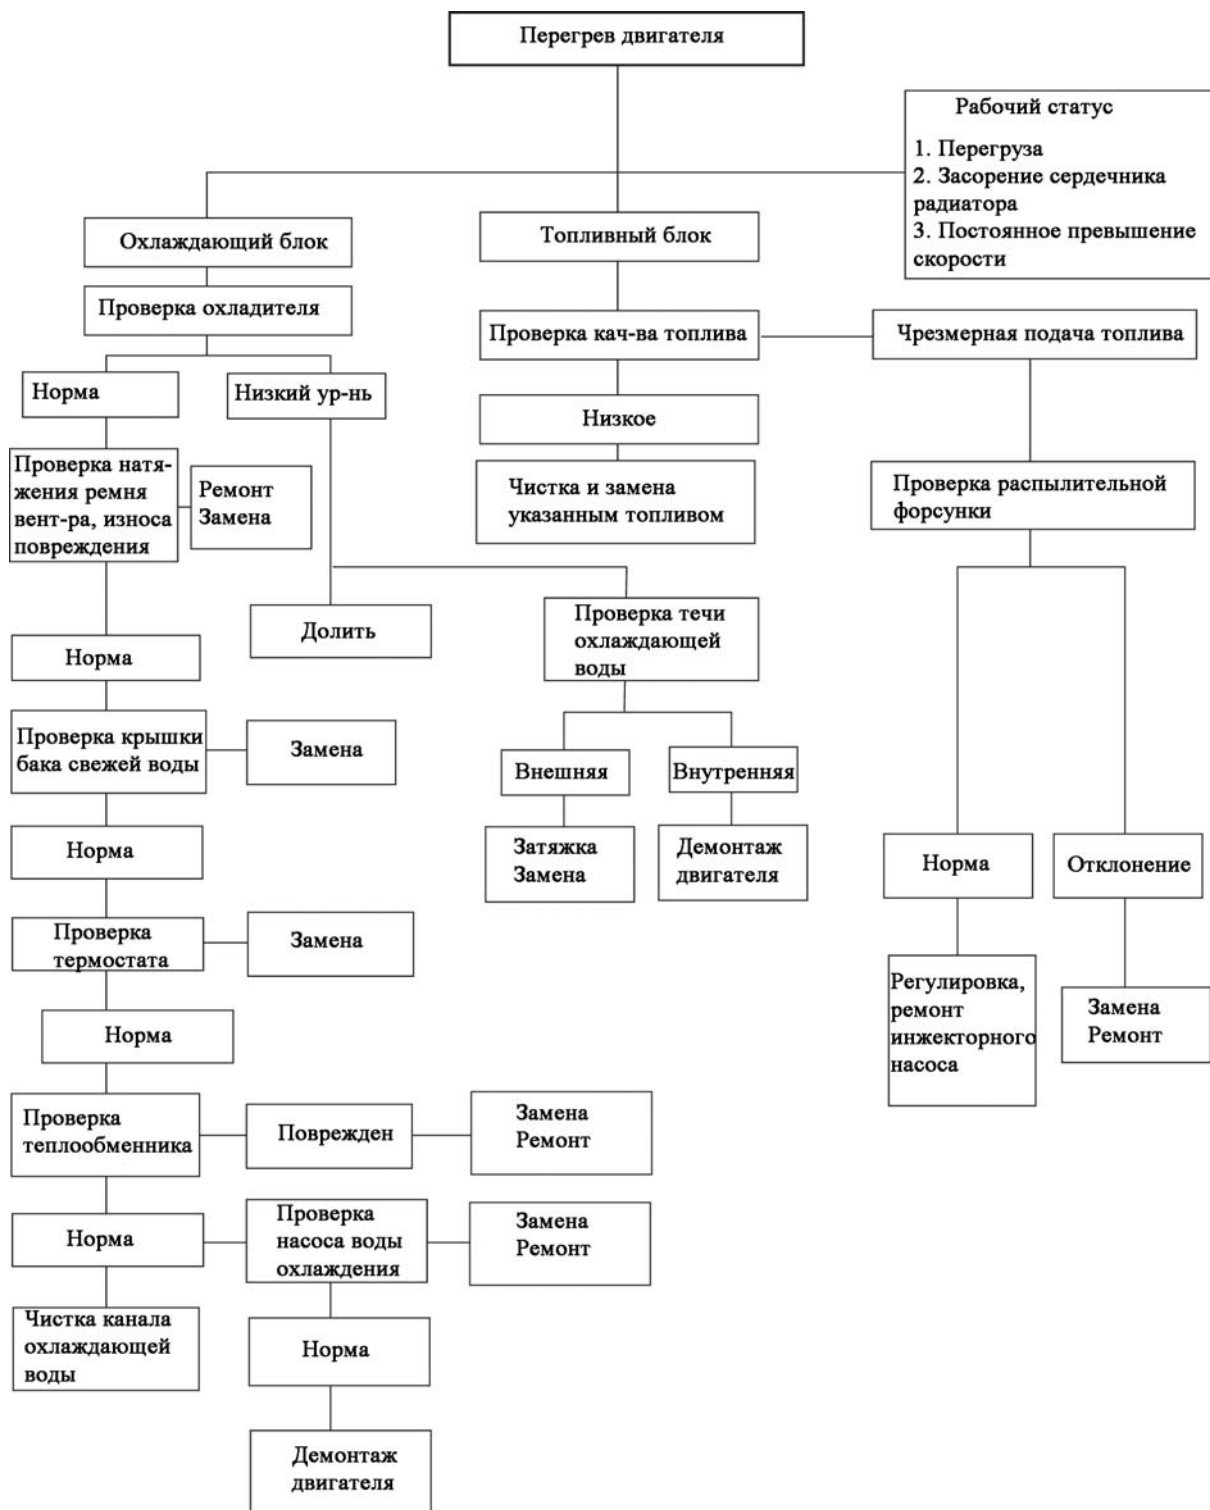 Перегрев двигателя
Рабочий статус
1. Перегруза
2. Засорение сердечника
радиатора
3. Постоянное превышение
скорости
Охлаждающий блок
Топливный блок
Проверка охладителя
Проверка кач-ва топлива
Чрезмерная подача топлива
Норма
Низкий ур-нь
Низкое
Проверка натя-
жения ремня
вент-ра, износа
повреждения
Ремонт
Замена
Чистка и замена
указанным топливом
Проверка распылительной
форсунки
Долить
Проверка течи
охлаждающей
воды
Норма
Проверка крышки
бака свежей воды
Замена
Внешняя
Внутренняя
Норма
Затяжка
Замена
Демонтаж
двигателя
Норма
Отклонение
Проверка
термостата
Замена
Регулировка,
ремонт
инжекторного
насоса
Замена
Ремонт
Норма
Проверка
теплообменника
Поврежден
Замена
Ремонт
Норма
Проверка
насоса воды
охлаждения
Замена
Ремонт
Чистка канала
охлаждающей
воды
Норма
Демонтаж
двигателя